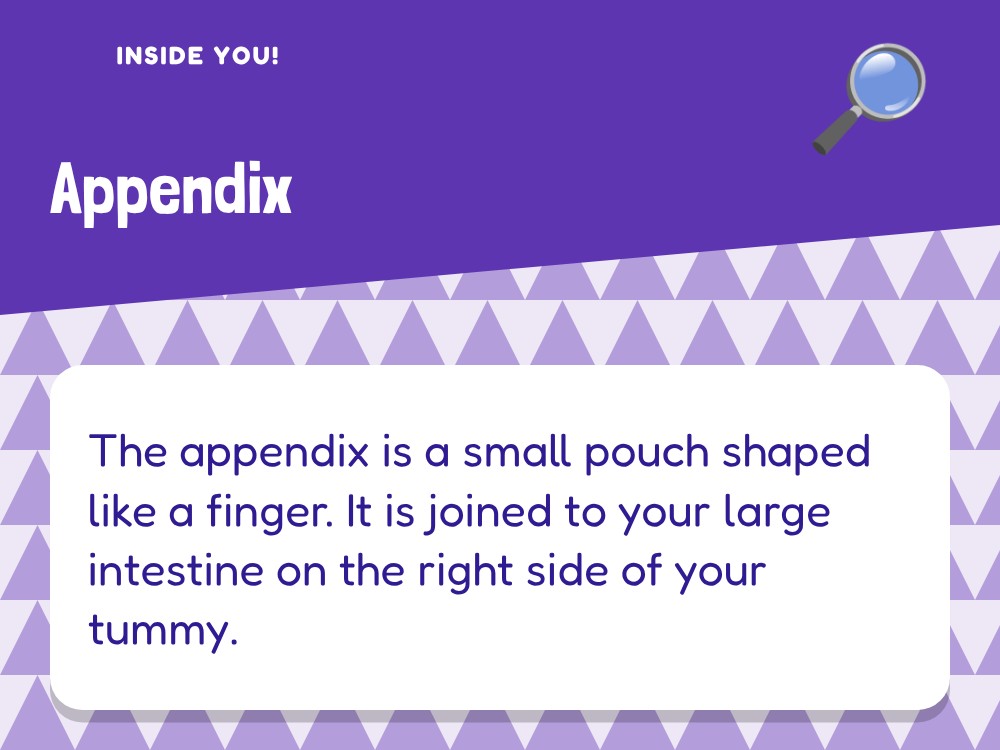 INSIDE YOU!
Appendix
The appendix is a small pouch shaped
like a finger. It is joined to your large
intestine on the right side of your
tummy.